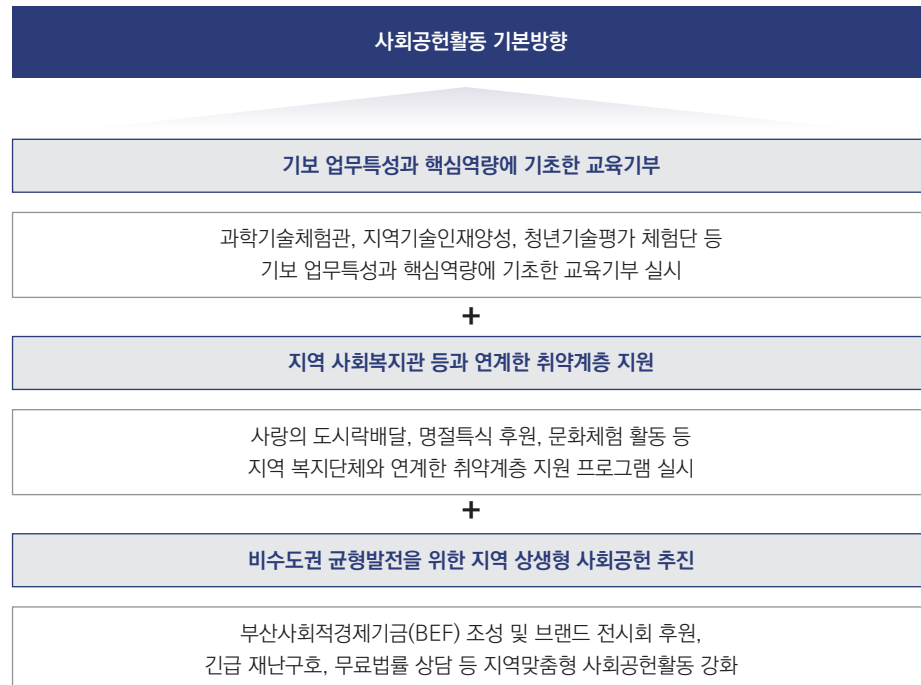 사회공헌활동 기본방향
기보 업무특성과 핵심역량에 기초한 교육기부
과학기술체험관, 지역기술인재양성, 청년기술평가 체험단 등
기보 업무특성과 핵심역량에 기초한 교육기부 실시
+
지역 사회복지관 등과 연계한 취약계층 지원
사랑의 도시락배달, 명절특식 후원, 문화체험 활동 등
지역 복지단체와 연계한 취약계층 지원 프로그램 실시
+
비수도권 균형발전을 위한 지역 상생형 사회공헌 추진
부산사회적경제기금(BEF) 조성 및 브랜드 전시회 후원,
긴급 재난구호, 무료법률 상담 등 지역맞춤형 사회공헌활동 강화